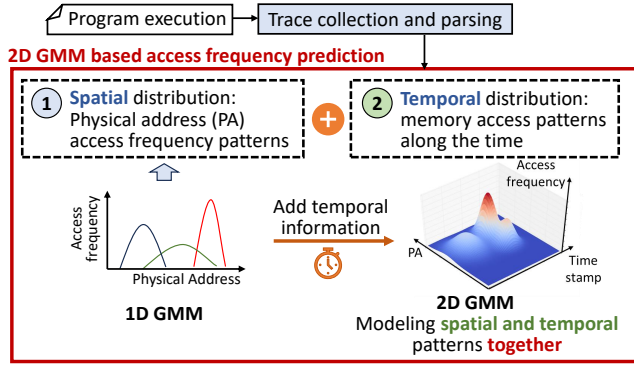 Program execution
Trace collection and parsing
2D GMM based access frequency prediction
1
Spatial distribution:
Physical address (PA)
access frequency patterns
+
2
Temporal distribution:
memory access patterns
along the time
Access
frequency
Physical Address
1D GMM
Add temporal
information
Access
frequency
PA
Time
stamp
2D GMM
Modeling spatial and temporal
patterns together